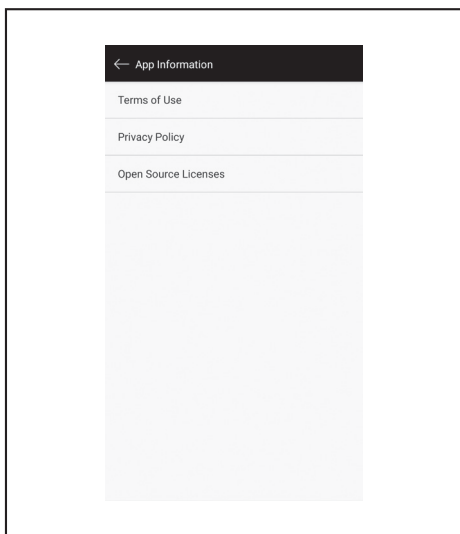 App Information
Terms of Use
Privacy Policy
Open Source Licenses